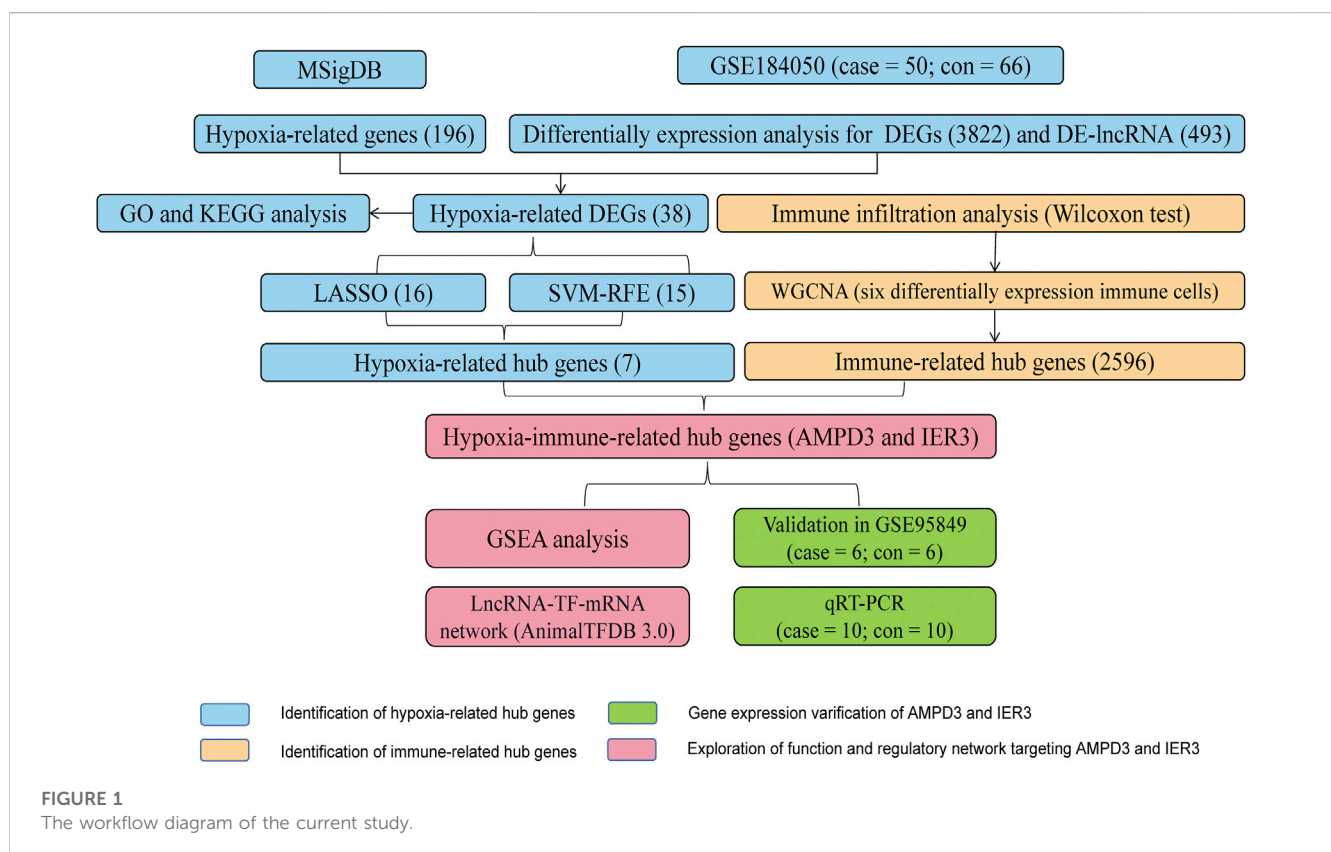 MSigDB
GSE184050 (case = 50; con = 66)
Hypoxia-related genes (196)
Differentially expression analysis for DEGs (3822) and DE-lncRNA (493)
GO and KEGG analysis
Hypoxia-related DEGs (38)
Immune infiltration analysis (Wilcoxon test)
LASSO (16)
SVM-RFE (15)
WGCNA (six differentially expression immune cells)
Hypoxia-related hub genes (7)
Immune-related hub genes (2596)
Hypoxia-immune-related hub genes (AMPD3 and IER3)
GSEA analysis
Validation in GSE95849
(case = 6; con = 6)
LncRNA-TF-mRNA
network (AnimalTFDB 3.0)
qRT-PCR
(case = 10; con = 10)
Identification of hypoxia-related hub genes
Gene expression varification of AMPD3 and IER3
Identification of immune-related hub genes
Exploration of function and regulatory network targeting AMPD3 and IER3
FIGURE 1
The workflow diagram of the current study.